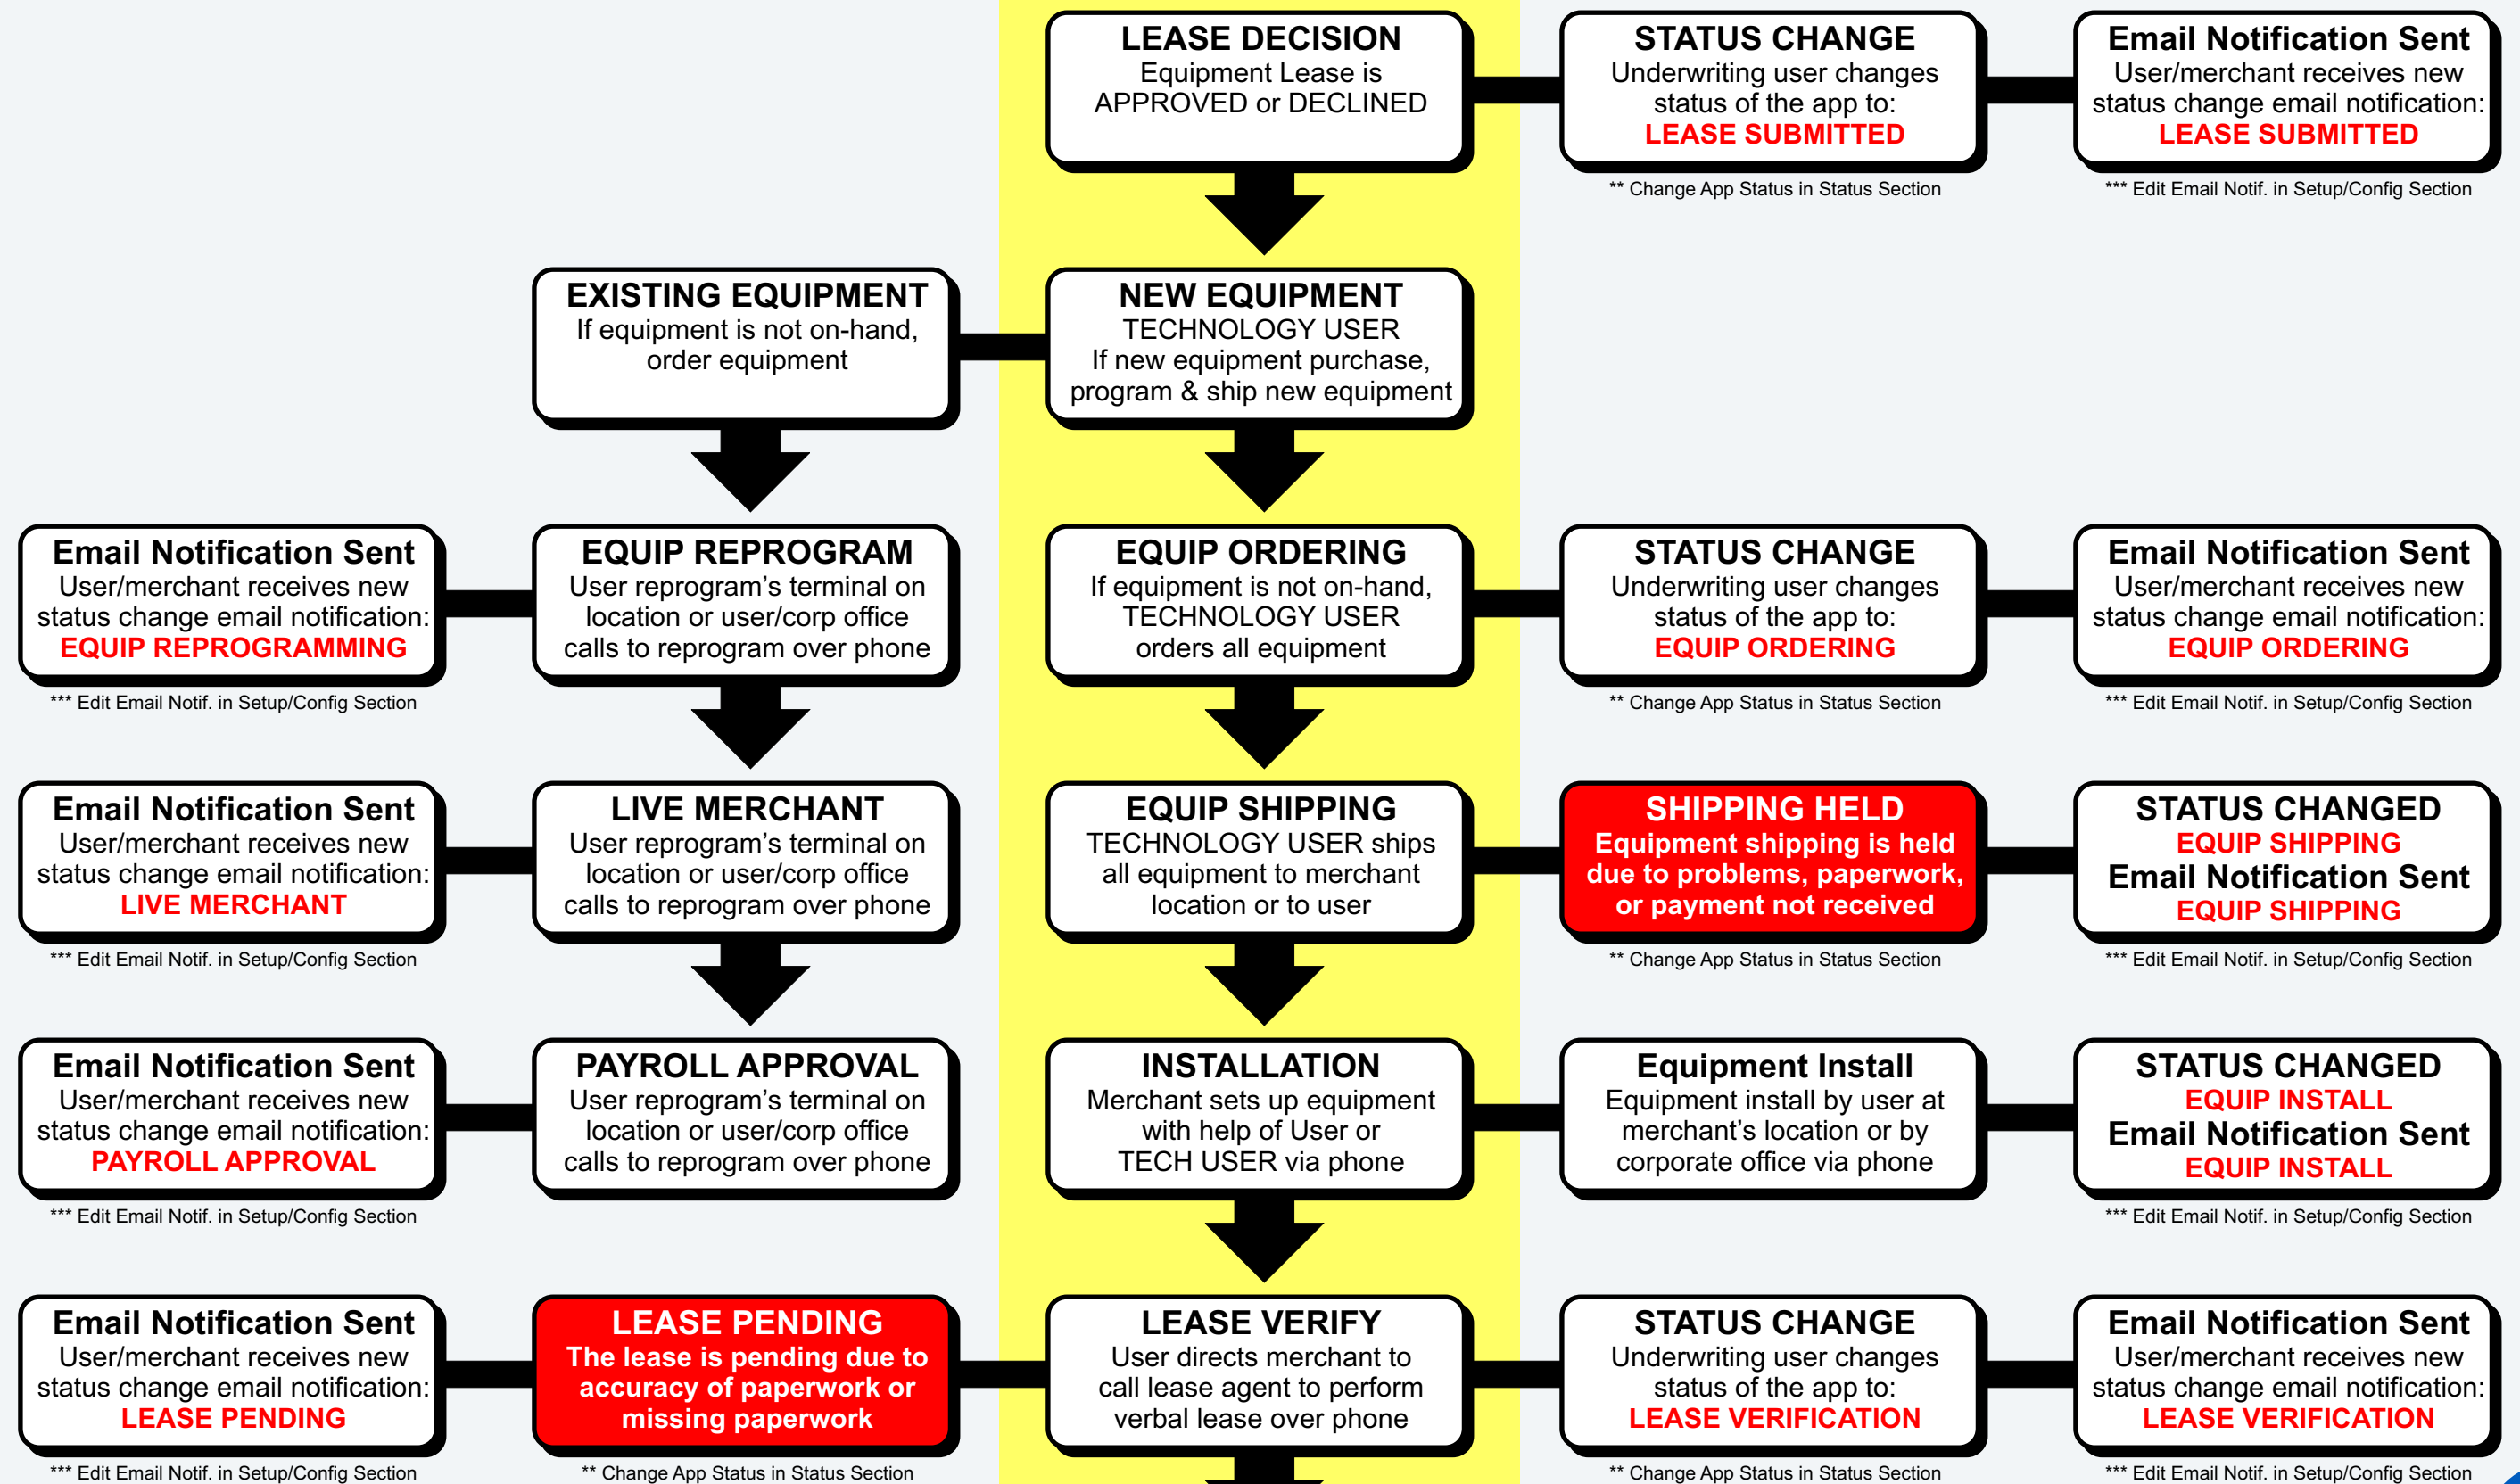 LEASE DECISION
Equipment Lease is
APPROVED or DECLINED
STATUS CHANGE
Underwriting user changes
status of the app to:
LEASE SUBMITTED
** Change App Status in Status Section
Email Notification Sent
User/merchant receives new
status change email notification:
LEASE SUBMITTED
*** Edit Email Notif. in Setup/Config Section
EXISTING EQUIPMENT
If equipment is not on-hand,
order equipment
NEW EQUIPMENT
TECHNOLOGY USER
If new equipment purchase,
program & ship new equipment
Email Notification Sent
User/merchant receives new
status change email notification:
EQUIP REPROGRAMMING
*** Edit Email Notif. in Setup/Config Section
EQUIP REPROGRAM
User reprogram's terminal on
location or user/corp office
calls to reprogram over phone
EQUIP ORDERING
If equipment is not on-hand,
TECHNOLOGY USER
orders all equipment
STATUS CHANGE
Underwriting user changes
status of the app to:
EQUIP ORDERING
** Change App Status in Status Section
Email Notification Sent
User/merchant receives new
status change email notification:
EQUIP ORDERING
*** Edit Email Notif. in Setup/Config Section
Email Notification Sent
User/merchant receives new
status change email notification:
LIVE MERCHANT
*** Edit Email Notif. in Setup/Config Section
LIVE MERCHANT
User reprogram's terminal on
location or user/corp office
calls to reprogram over phone
EQUIP SHIPPING
TECHNOLOGY USER ships
all equipment to merchant
location or to user
SHIPPING HELD
Equipment shipping is held
due to problems, paperwork,
or payment not received
** Change App Status in Status Section
STATUS CHANGED
EQUIP SHIPPING
Email Notification Sent
EQUIP SHIPPING
*** Edit Email Notif. in Setup/Config Section
Email Notification Sent
User/merchant receives new
status change email notification:
PAYROLL APPROVAL
*** Edit Email Notif. in Setup/Config Section
PAYROLL APPROVAL
User reprogram's terminal on
location or user/corp office
calls to reprogram over phone
INSTALLATION
Merchant sets up equipment
with help of User or
TECH USER via phone
Equipment Install
Equipment install by user at
merchant's location or by
corporate office via phone
STATUS CHANGED
EQUIP INSTALL
Email Notification Sent
EQUIP INSTALL
*** Edit Email Notif. in Setup/Config Section
Email Notification Sent
User/merchant receives new
status change email notification:
LEASE PENDING
*** Edit Email Notif. in Setup/Config Section
LEASE PENDING
The lease is pending due to
accuracy of paperwork or
missing paperwork
** Change App Status in Status Section
LEASE VERIFY
User directs merchant to
call lease agent to perform
verbal lease over phone
STATUS CHANGE
Underwriting user changes
status of the app to:
LEASE VERIFICATION
** Change App Status in Status Section
Email Notification Sent
User/merchant receives new
status change email notification:
LEASE VERIFICATION
*** Edit Email Notif. in Setup/Config Section